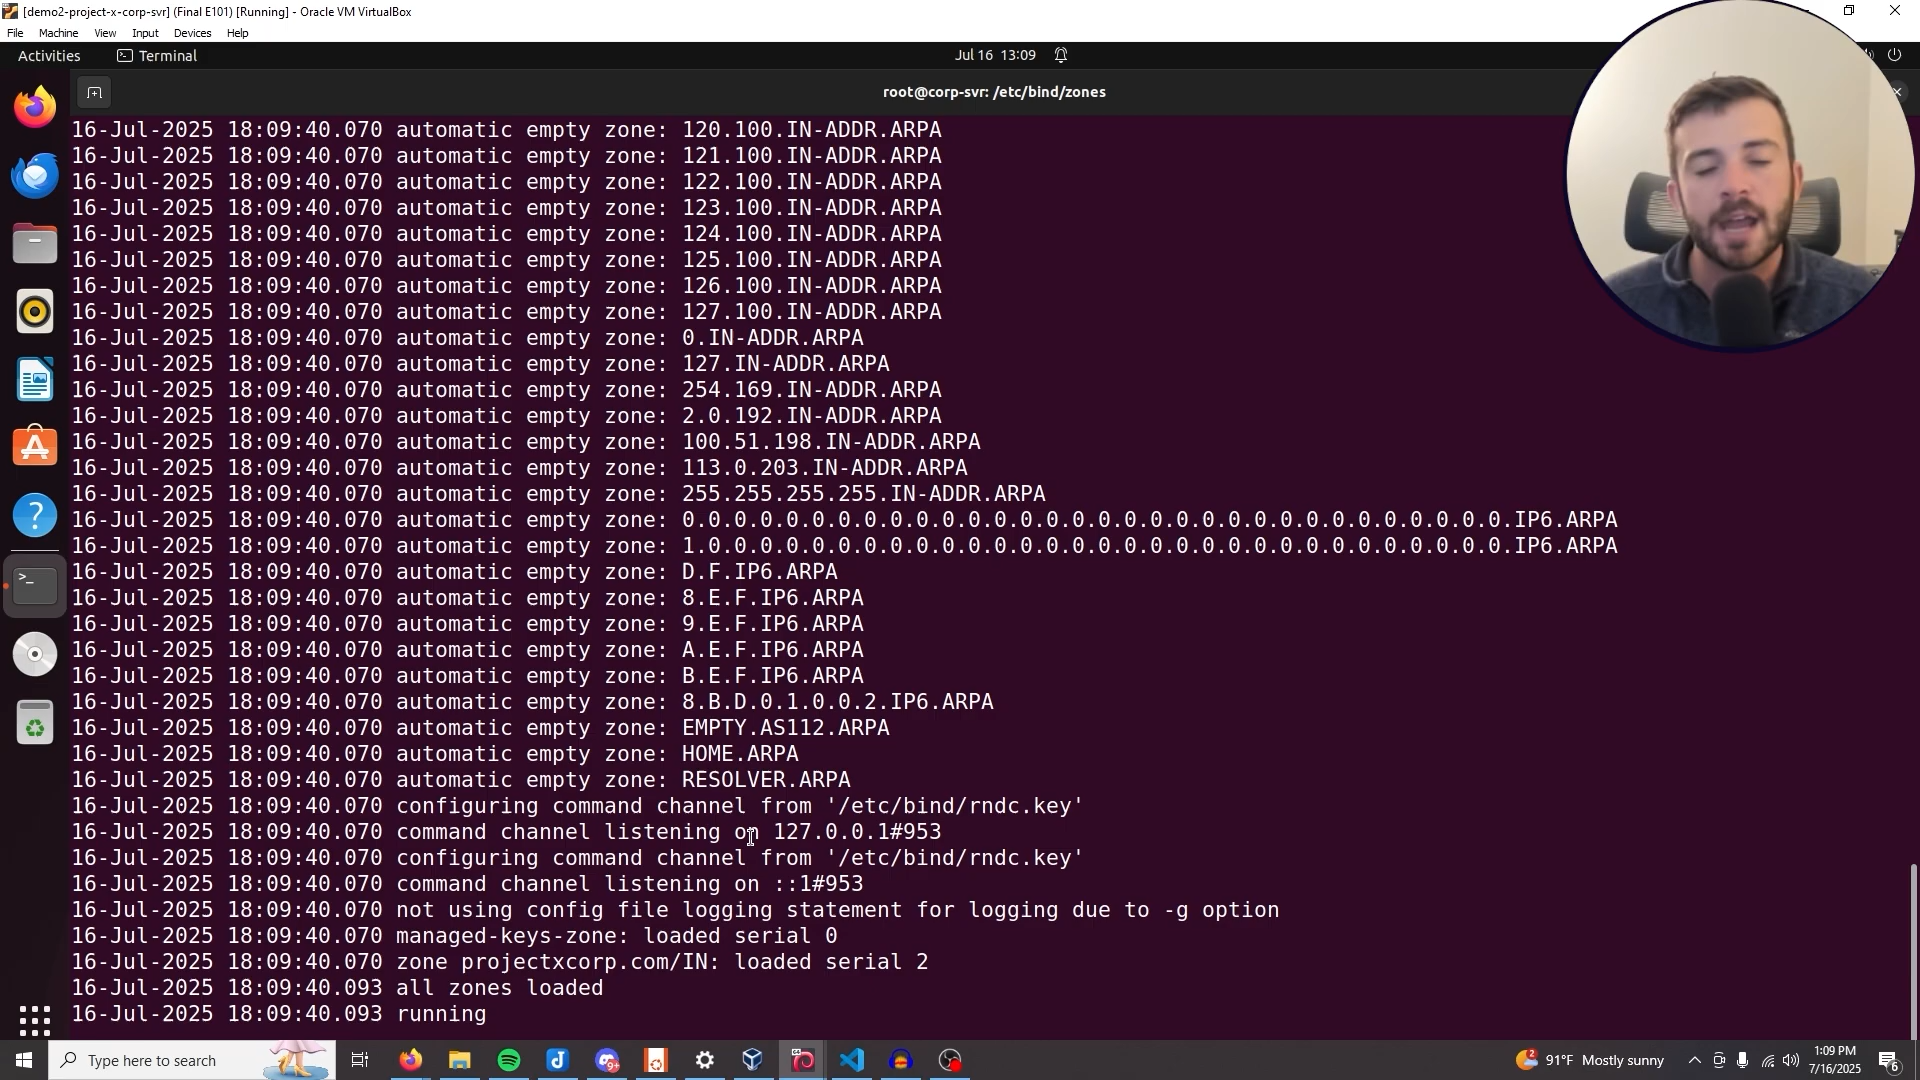 [demo2-project-x-corp-svr] (Final E101) [Running] - Oracle VM VirtualBox
File Machine View Input Devices Help
Activities Terminal Jul 16 13:09
root@corp-svr: /etc/bind/zones
16-Jul-2025 18:09:40.070 automatic empty zone: 120.100.IN-ADDR.ARPA
16-Jul-2025 18:09:40.070 automatic empty zone: 121.100.IN-ADDR.ARPA
16-Jul-2025 18:09:40.070 automatic empty zone: 122.100.IN-ADDR.ARPA
16-Jul-2025 18:09:40.070 automatic empty zone: 123.100.IN-ADDR.ARPA
16-Jul-2025 18:09:40.070 automatic empty zone: 124.100.IN-ADDR.ARPA
16-Jul-2025 18:09:40.070 automatic empty zone: 125.100.IN-ADDR.ARPA
16-Jul-2025 18:09:40.070 automatic empty zone: 126.100.IN-ADDR.ARPA
16-Jul-2025 18:09:40.070 automatic empty zone: 127.100.IN-ADDR.ARPA
16-Jul-2025 18:09:40.070 automatic empty zone: 0.IN-ADDR.ARPA
16-Jul-2025 18:09:40.070 automatic empty zone: 127.IN-ADDR.ARPA
16-Jul-2025 18:09:40.070 automatic empty zone: 254.169.IN-ADDR.ARPA
16-Jul-2025 18:09:40.070 automatic empty zone: 2.0.192.IN-ADDR.ARPA
16-Jul-2025 18:09:40.070 automatic empty zone: 100.51.198.IN-ADDR.ARPA
16-Jul-2025 18:09:40.070 automatic empty zone: 113.0.203.IN-ADDR.ARPA
16-Jul-2025 18:09:40.070 automatic empty zone: 255.255.255.255.IN-ADDR.ARPA
16-Jul-2025 18:09:40.070 automatic empty zone: 0.0.0.0.0.0.0.0.0.0.0.0.0.0.0.0.0.0.0.0.0.0.0.0.0.0.0.0.0.0.0.0.IP6.ARPA
16-Jul-2025 18:09:40.070 automatic empty zone: 1.0.0.0.0.0.0.0.0.0.0.0.0.0.0.0.0.0.0.0.0.0.0.0.0.0.0.0.0.0.0.0.IP6.ARPA
16-Jul-2025 18:09:40.070 automatic empty zone: D.F.IP6.ARPA
16-Jul-2025 18:09:40.070 automatic empty zone: 8.E.F.IP6.ARPA
16-Jul-2025 18:09:40.070 automatic empty zone: 9.E.F.IP6.ARPA
16-Jul-2025 18:09:40.070 automatic empty zone: A.E.F.IP6.ARPA
16-Jul-2025 18:09:40.070 automatic empty zone: B.E.F.IP6.ARPA
16-Jul-2025 18:09:40.070 automatic empty zone: 8.B.D.0.1.0.0.2.IP6.ARPA
16-Jul-2025 18:09:40.070 automatic empty zone: EMPTY.AS112.ARPA
16-Jul-2025 18:09:40.070 automatic empty zone: HOME.ARPA
16-Jul-2025 18:09:40.070 automatic empty zone: RESOLVER.ARPA
16-Jul-2025 18:09:40.070 configuring command channel from '/etc/bind/rndc.key'
16-Jul-2025 18:09:40.070 command channel listening on 127.0.0.1#953
16-Jul-2025 18:09:40.070 configuring command channel from '/etc/bind/rndc.key'
16-Jul-2025 18:09:40.070 command channel listening on ::1#953
16-Jul-2025 18:09:40.070 not using config file logging statement for logging due to -g option
16-Jul-2025 18:09:40.070 managed-keys-zone: loaded serial 0
16-Jul-2025 18:09:40.070 zone projectxcorp.com/IN: loaded serial 2
16-Jul-2025 18:09:40.093 all zones loaded
16-Jul-2025 18:09:40.093 running
Type here to search 91°F Mostly sunny 1:09 PM
7/16/2025